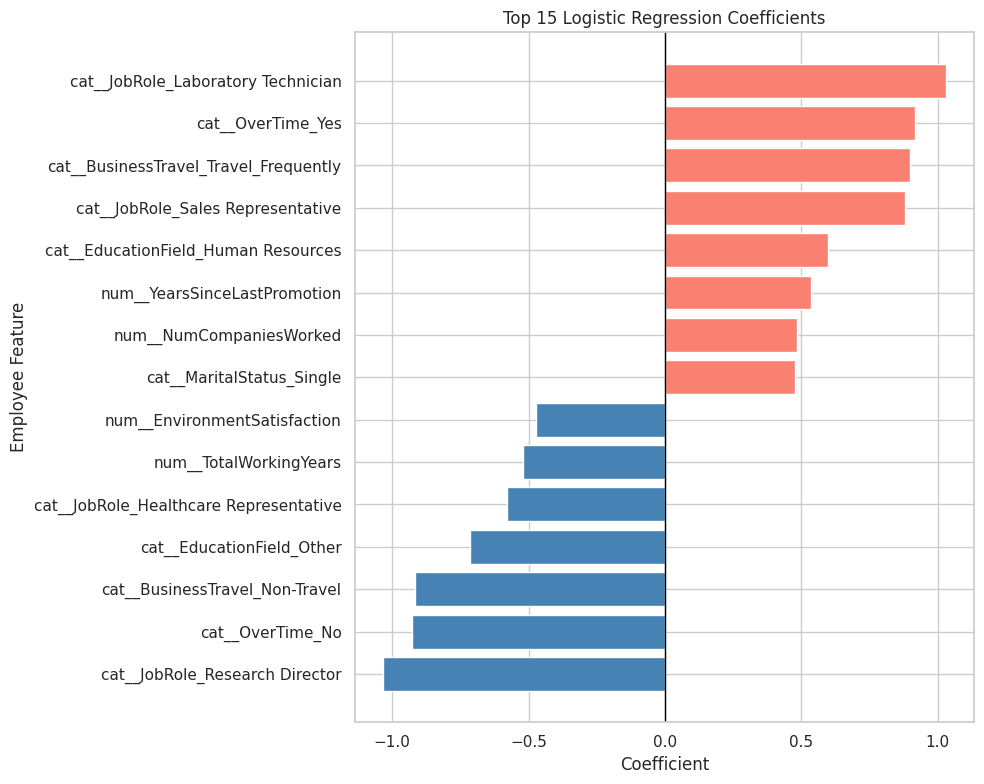 Top 15 Logistic Regression Coefficients
cat__JobRole_Laboratory Technician
cat__OverTime_Yes
cat__BusinessTravel_Travel_Frequently
cat__JobRole_Sales Representative
cat__EducationField_Human Resources
num__YearsSinceLastPromotion
num__NumCompaniesWorked
cat__MaritalStatus_Single
num__EnvironmentSatisfaction
num__TotalWorkingYears
cat__JobRole_Healthcare Representative
cat__EducationField_Other
cat__BusinessTravel_Non-Travel
cat__OverTime_No
cat__JobRole_Research Director
Employee Feature
−1.0 −0.5 0.0 0.5 1.0
Coefficient